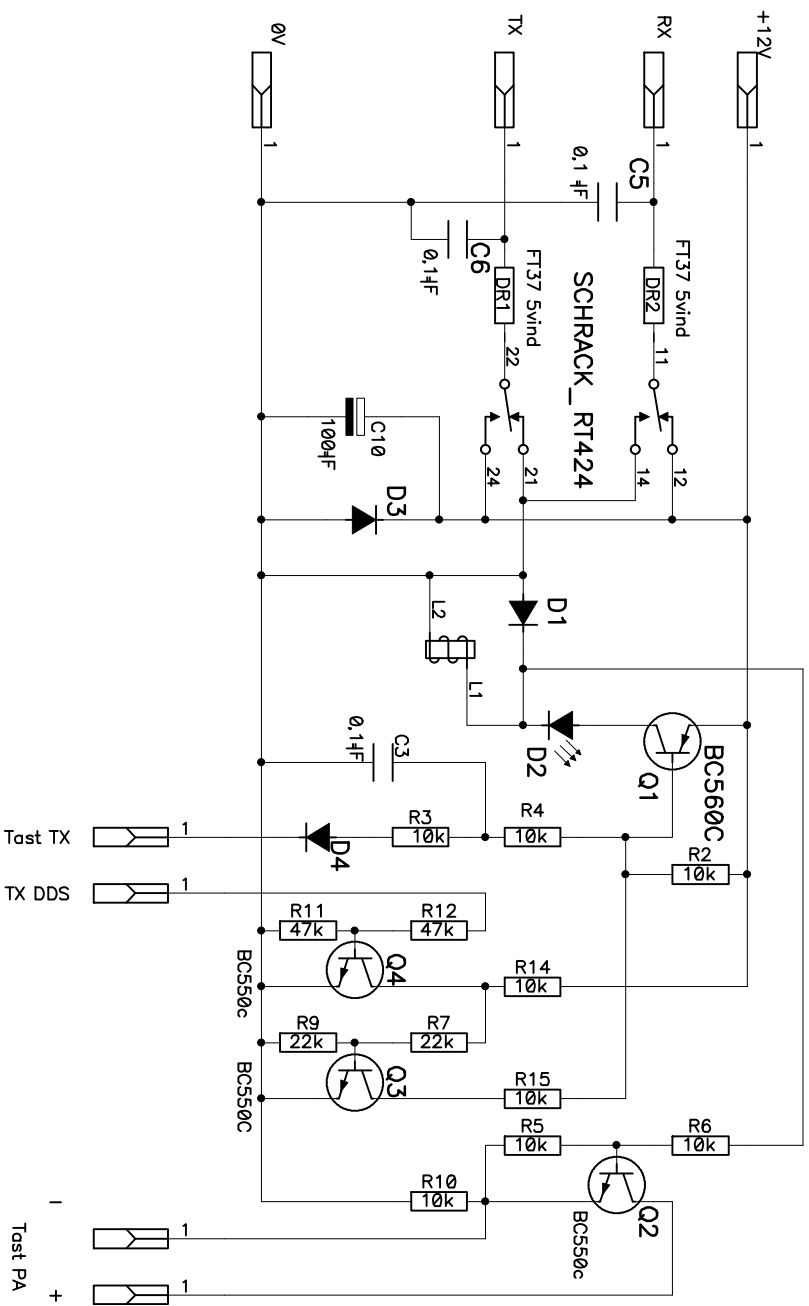 +12V
RX
TX
0V
1
1
1
1
C5
0,1 µF
C6
0,1µF
FT37 5vind
DR2
FT37 5vind
DR1
SCHRACK_RT424
11
22
12
14
21
24
C10
100µF
D3
D1
L2
L1
D2
BC560C
Q1
C3
0,1µF
R3
10k
R4
10k
R2
10k
D4
Tast TX
1
TX DDS
1
R11
47k
R12
47k
Q4
BC550c
R14
10k
R9
22k
R7
22k
Q3
BC550C
R15
10k
R5
10k
R6
10k
R10
10k
Q2
BC550c
1
1
-
+
Tast PA